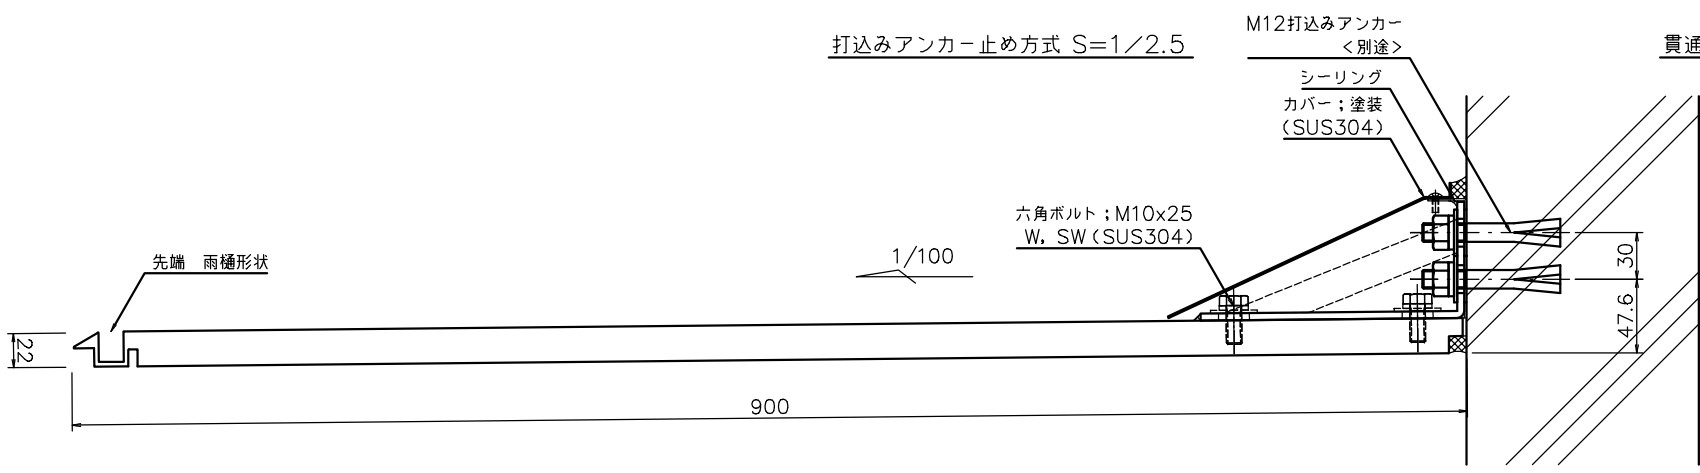 打込みアンカー止め方式 S=1/2.5
M12打込みアンカー
<別途>
貫通
シーリング
カバー；塗装
(SUS304)
六角ボルト；M10x25
W, SW(SUS304)
1/100
先端　雨樋形状
22
900
30
47.6